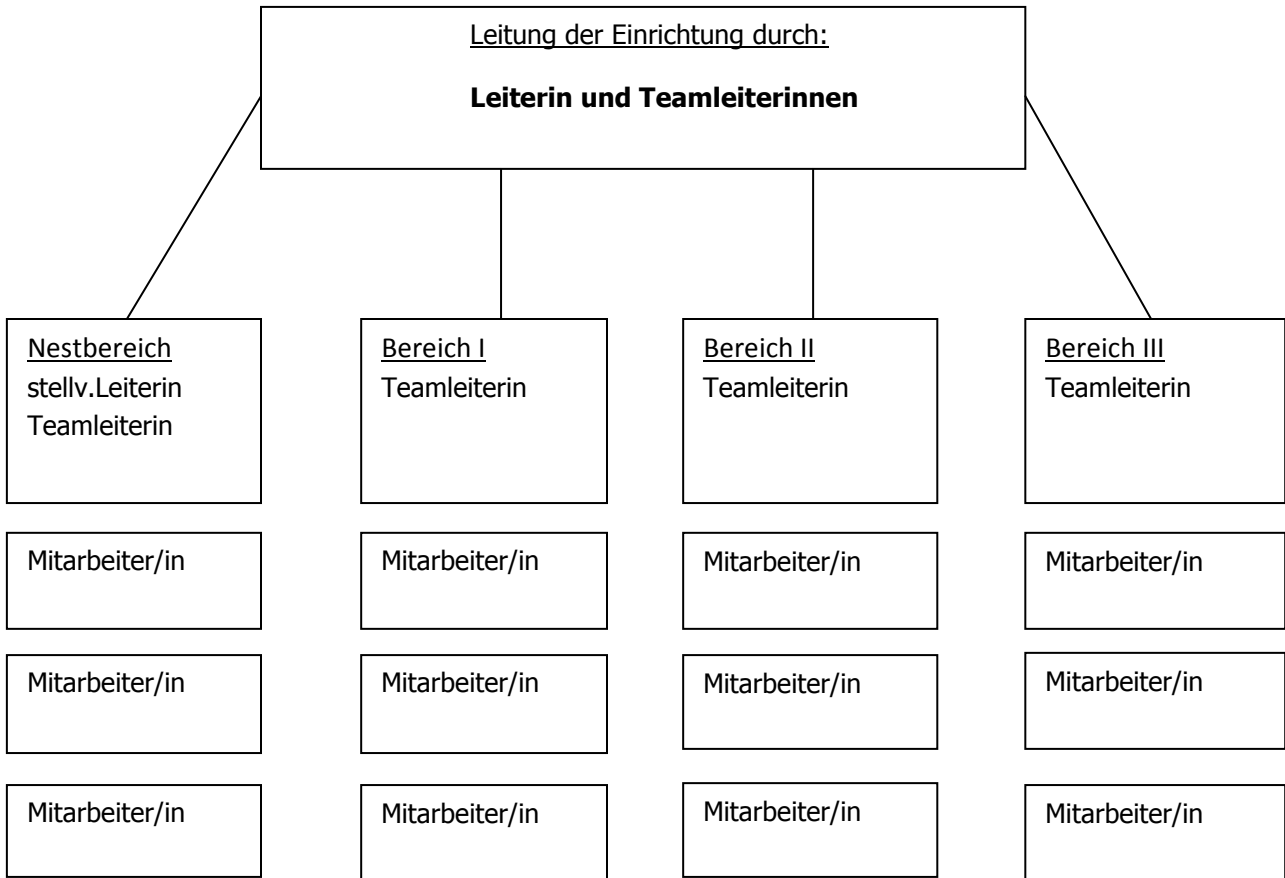 Leitung der Einrichtung durch:
Leiterin und Teamleiterinnen
Nestbereich
stellv.Leiterin
Teamleiterin
Bereich I
Teamleiterin
Bereich II
Teamleiterin
Bereich III
Teamleiterin
Mitarbeiter/in
Mitarbeiter/in
Mitarbeiter/in
Mitarbeiter/in
Mitarbeiter/in
Mitarbeiter/in
Mitarbeiter/in
Mitarbeiter/in
Mitarbeiter/in
Mitarbeiter/in
Mitarbeiter/in
Mitarbeiter/in